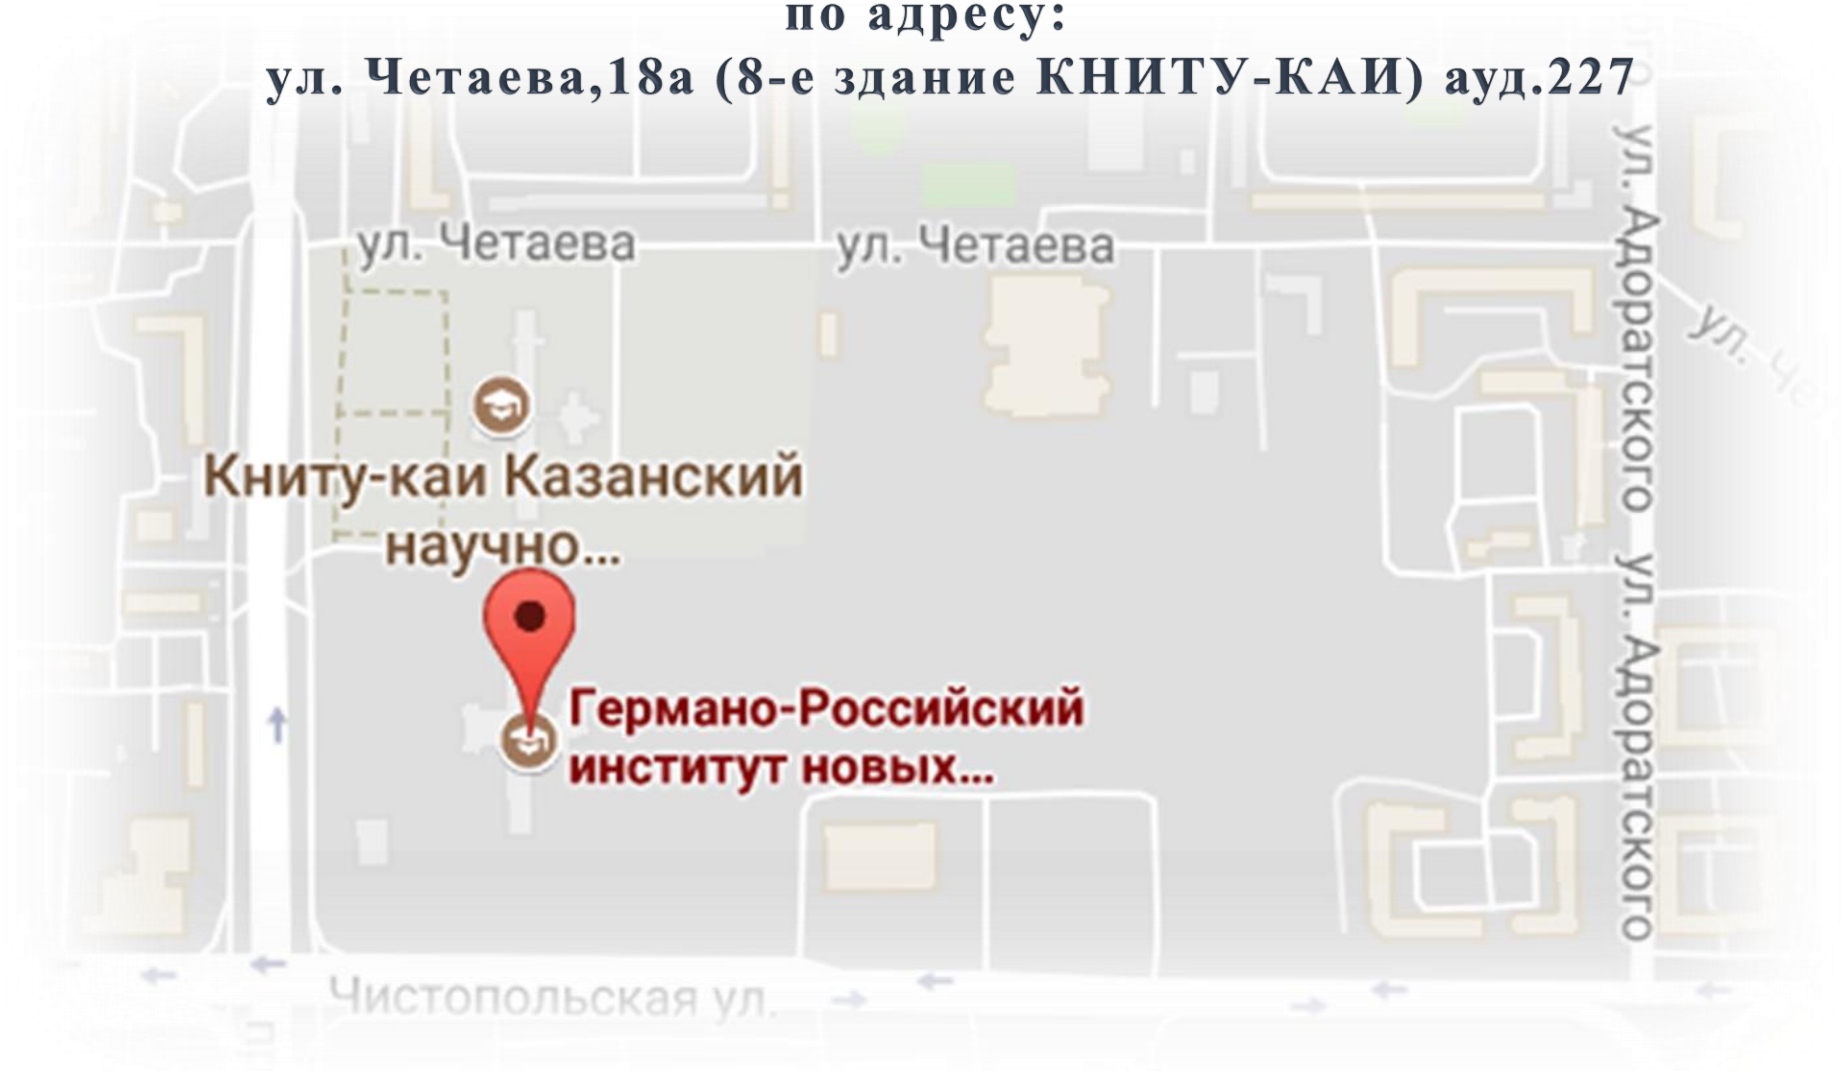 по адресу:
ул. Четаева,18а (8-е здание КНИТУ-КАИ) ауд.227
ул. Четаева
ул. Четаева
ул. Адоратского
ул.
Книту-каи Казанский
научно...
ул. Адоратского
Германо-Российский
институт новых...
Чистопольская ул.